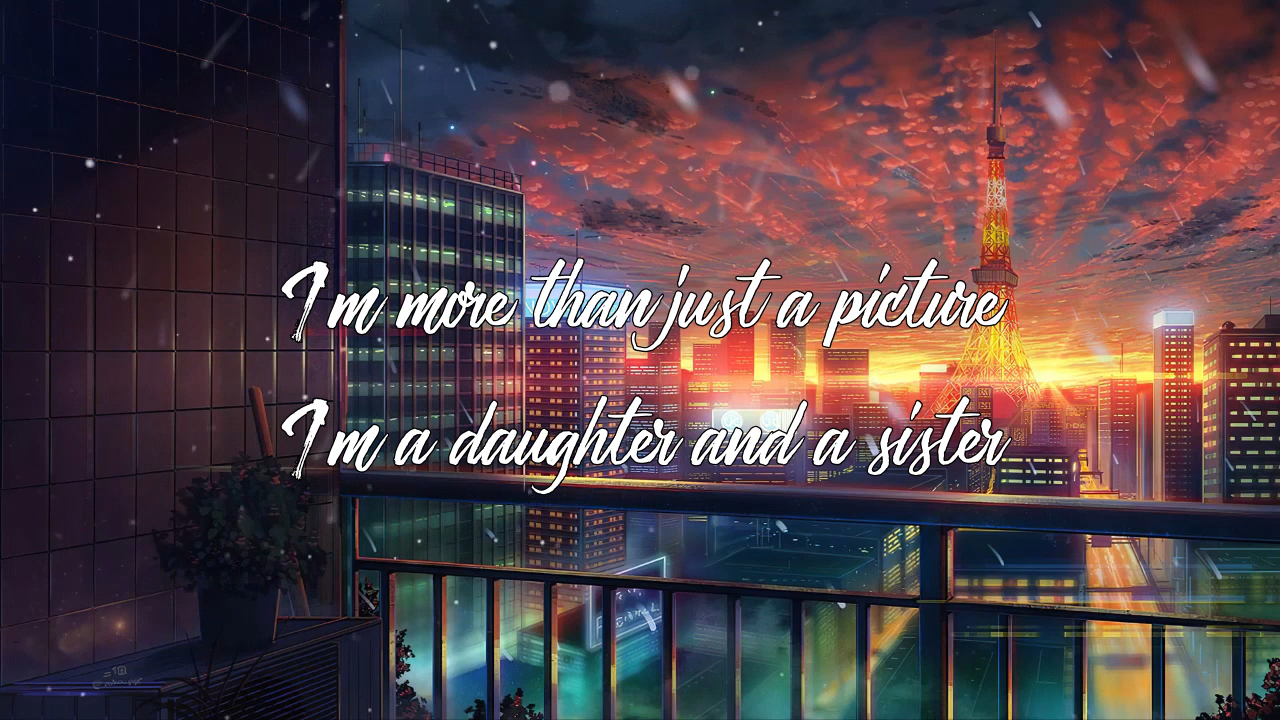 I'm more than just a picture
I'm a daughter and a sister